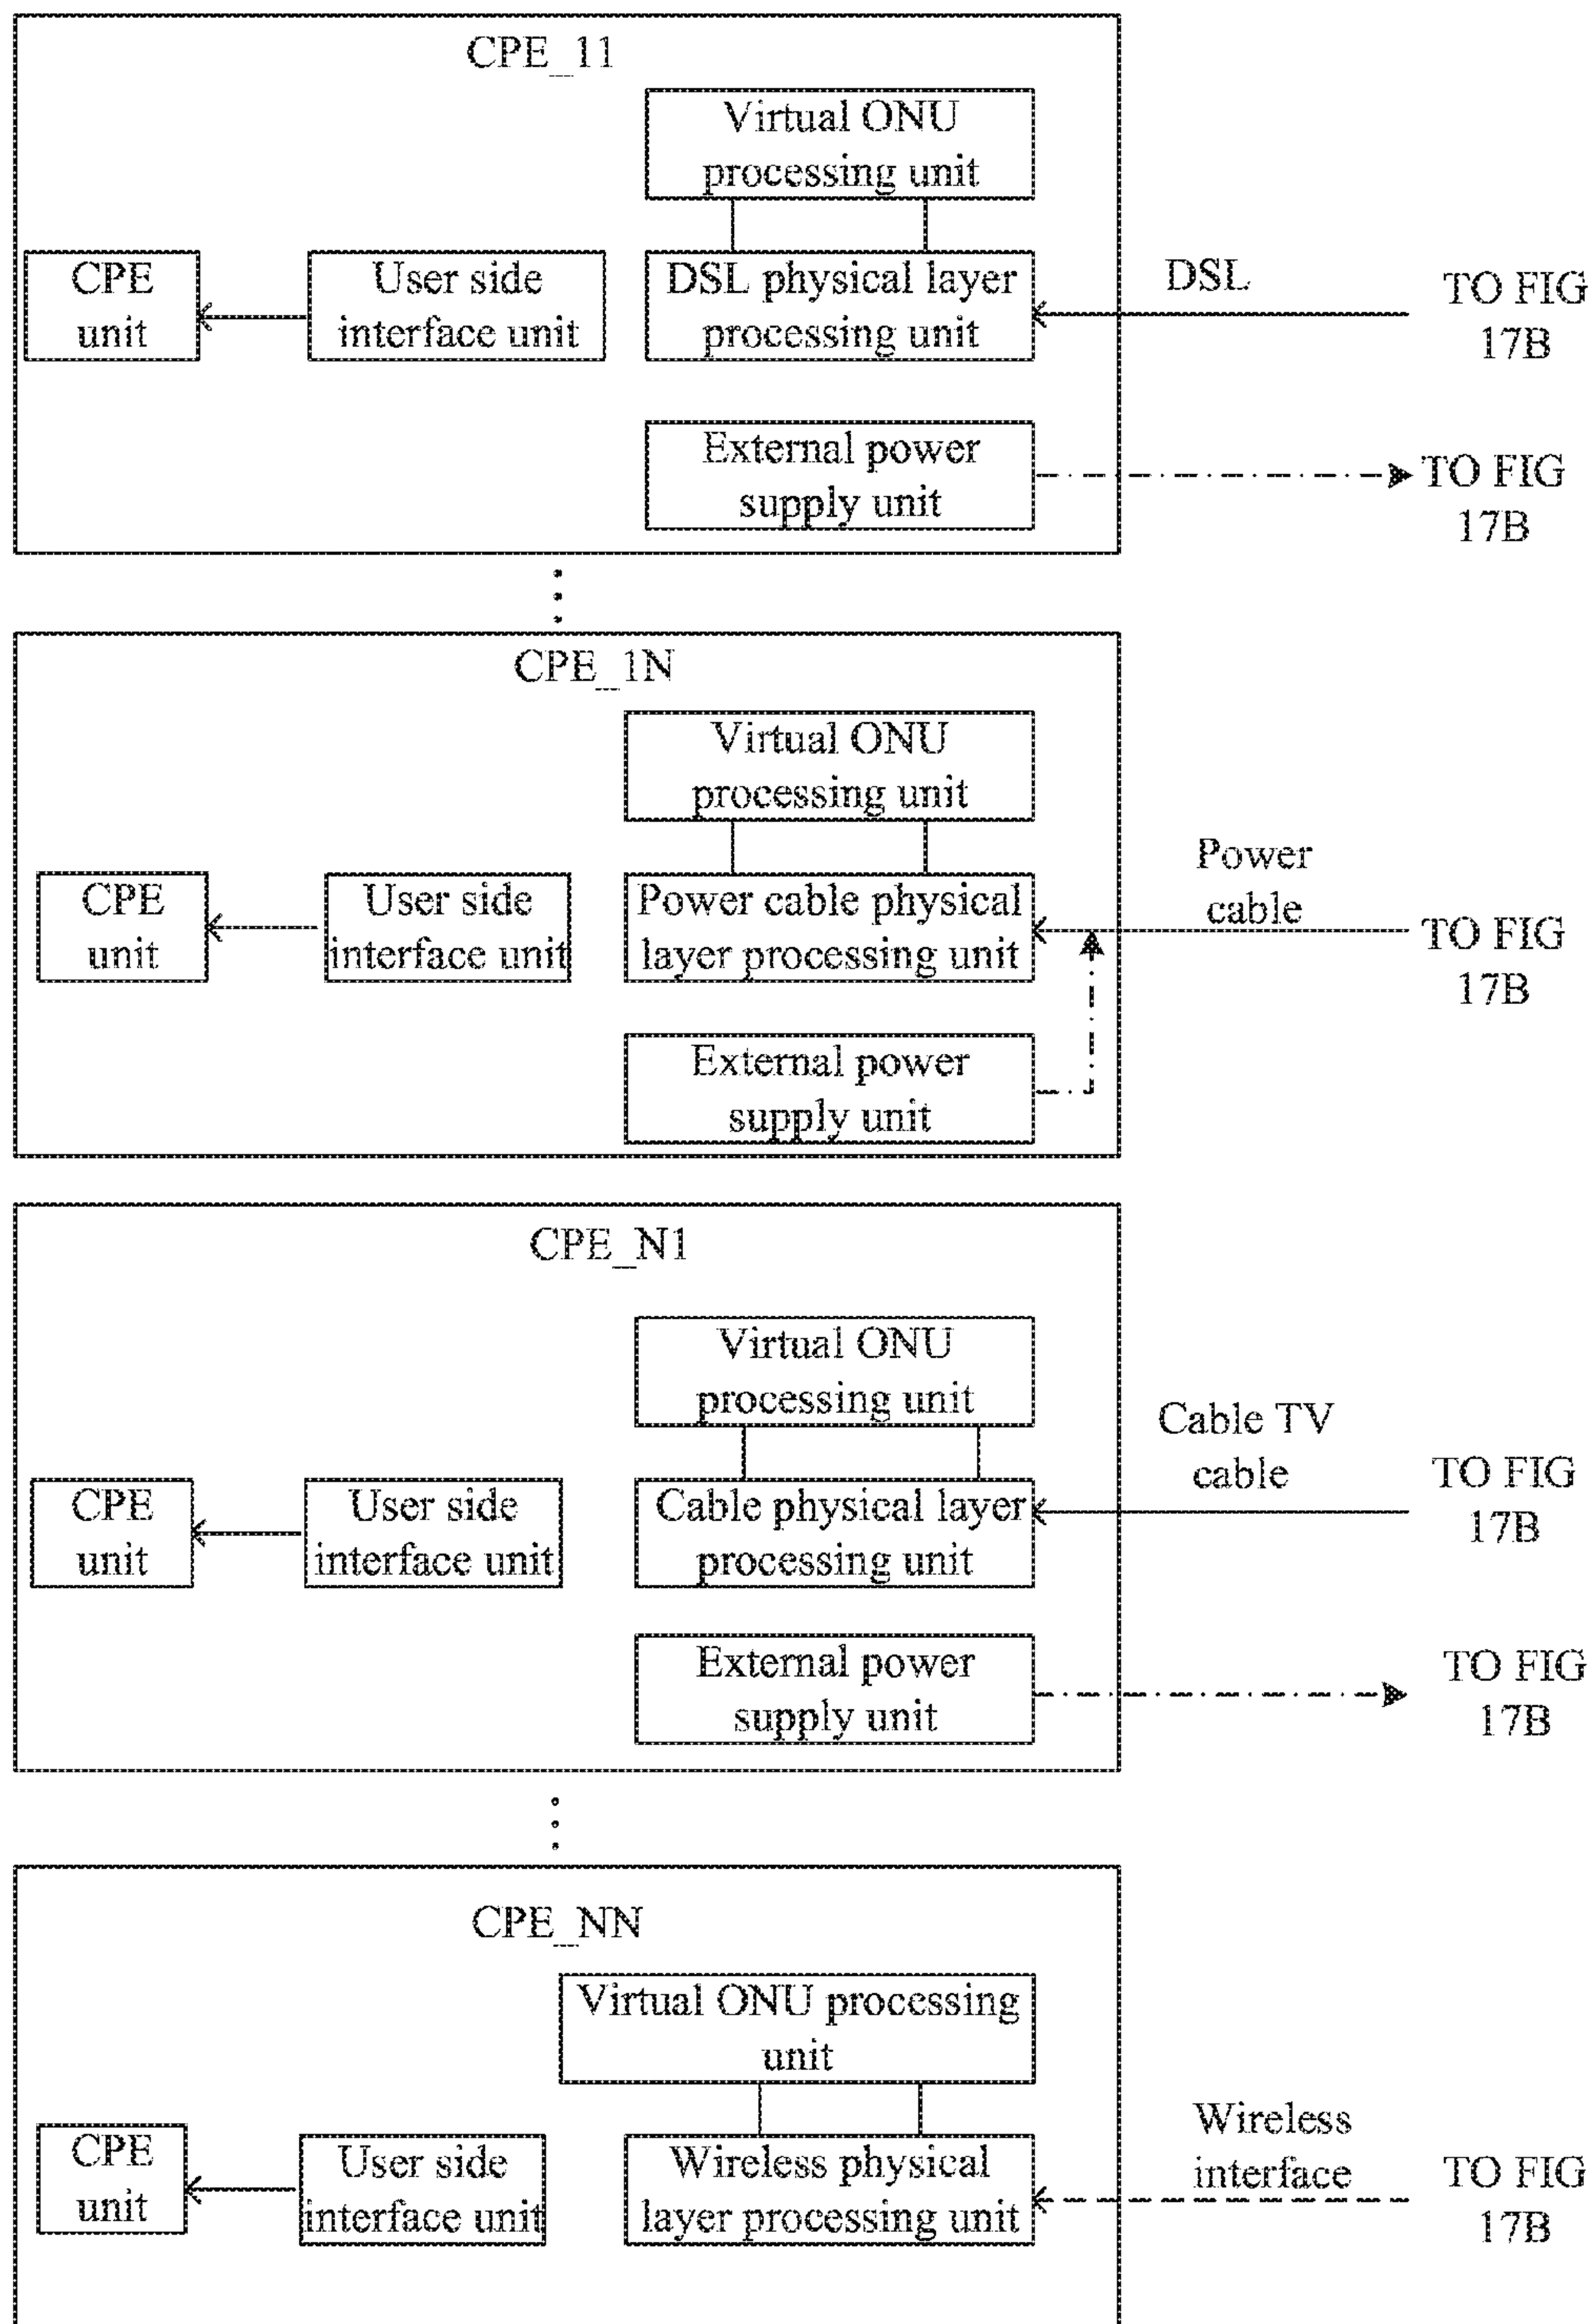 CPE_11
Virtual ONU
processing unit
CPE
unit
User side
interface unit
DSL physical layer
processing unit
DSL
TO FIG
17B
External power
supply unit
TO FIG
17B
CPE_1N
Virtual ONU
processing unit
CPE
unit
User side
interface unit
Power cable physical
layer processing unit
Power
cable
TO FIG
17B
External power
supply unit
CPE_N1
Virtual ONU
processing unit
CPE
unit
User side
interface unit
Cable physical layer
processing unit
Cable TV
cable
TO FIG
17B
External power
supply unit
TO FIG
17B
CPE_NN
Virtual ONU processing
unit
CPE
unit
User side
interface unit
Wireless physical
layer processing unit
Wireless
interface
TO FIG
17B